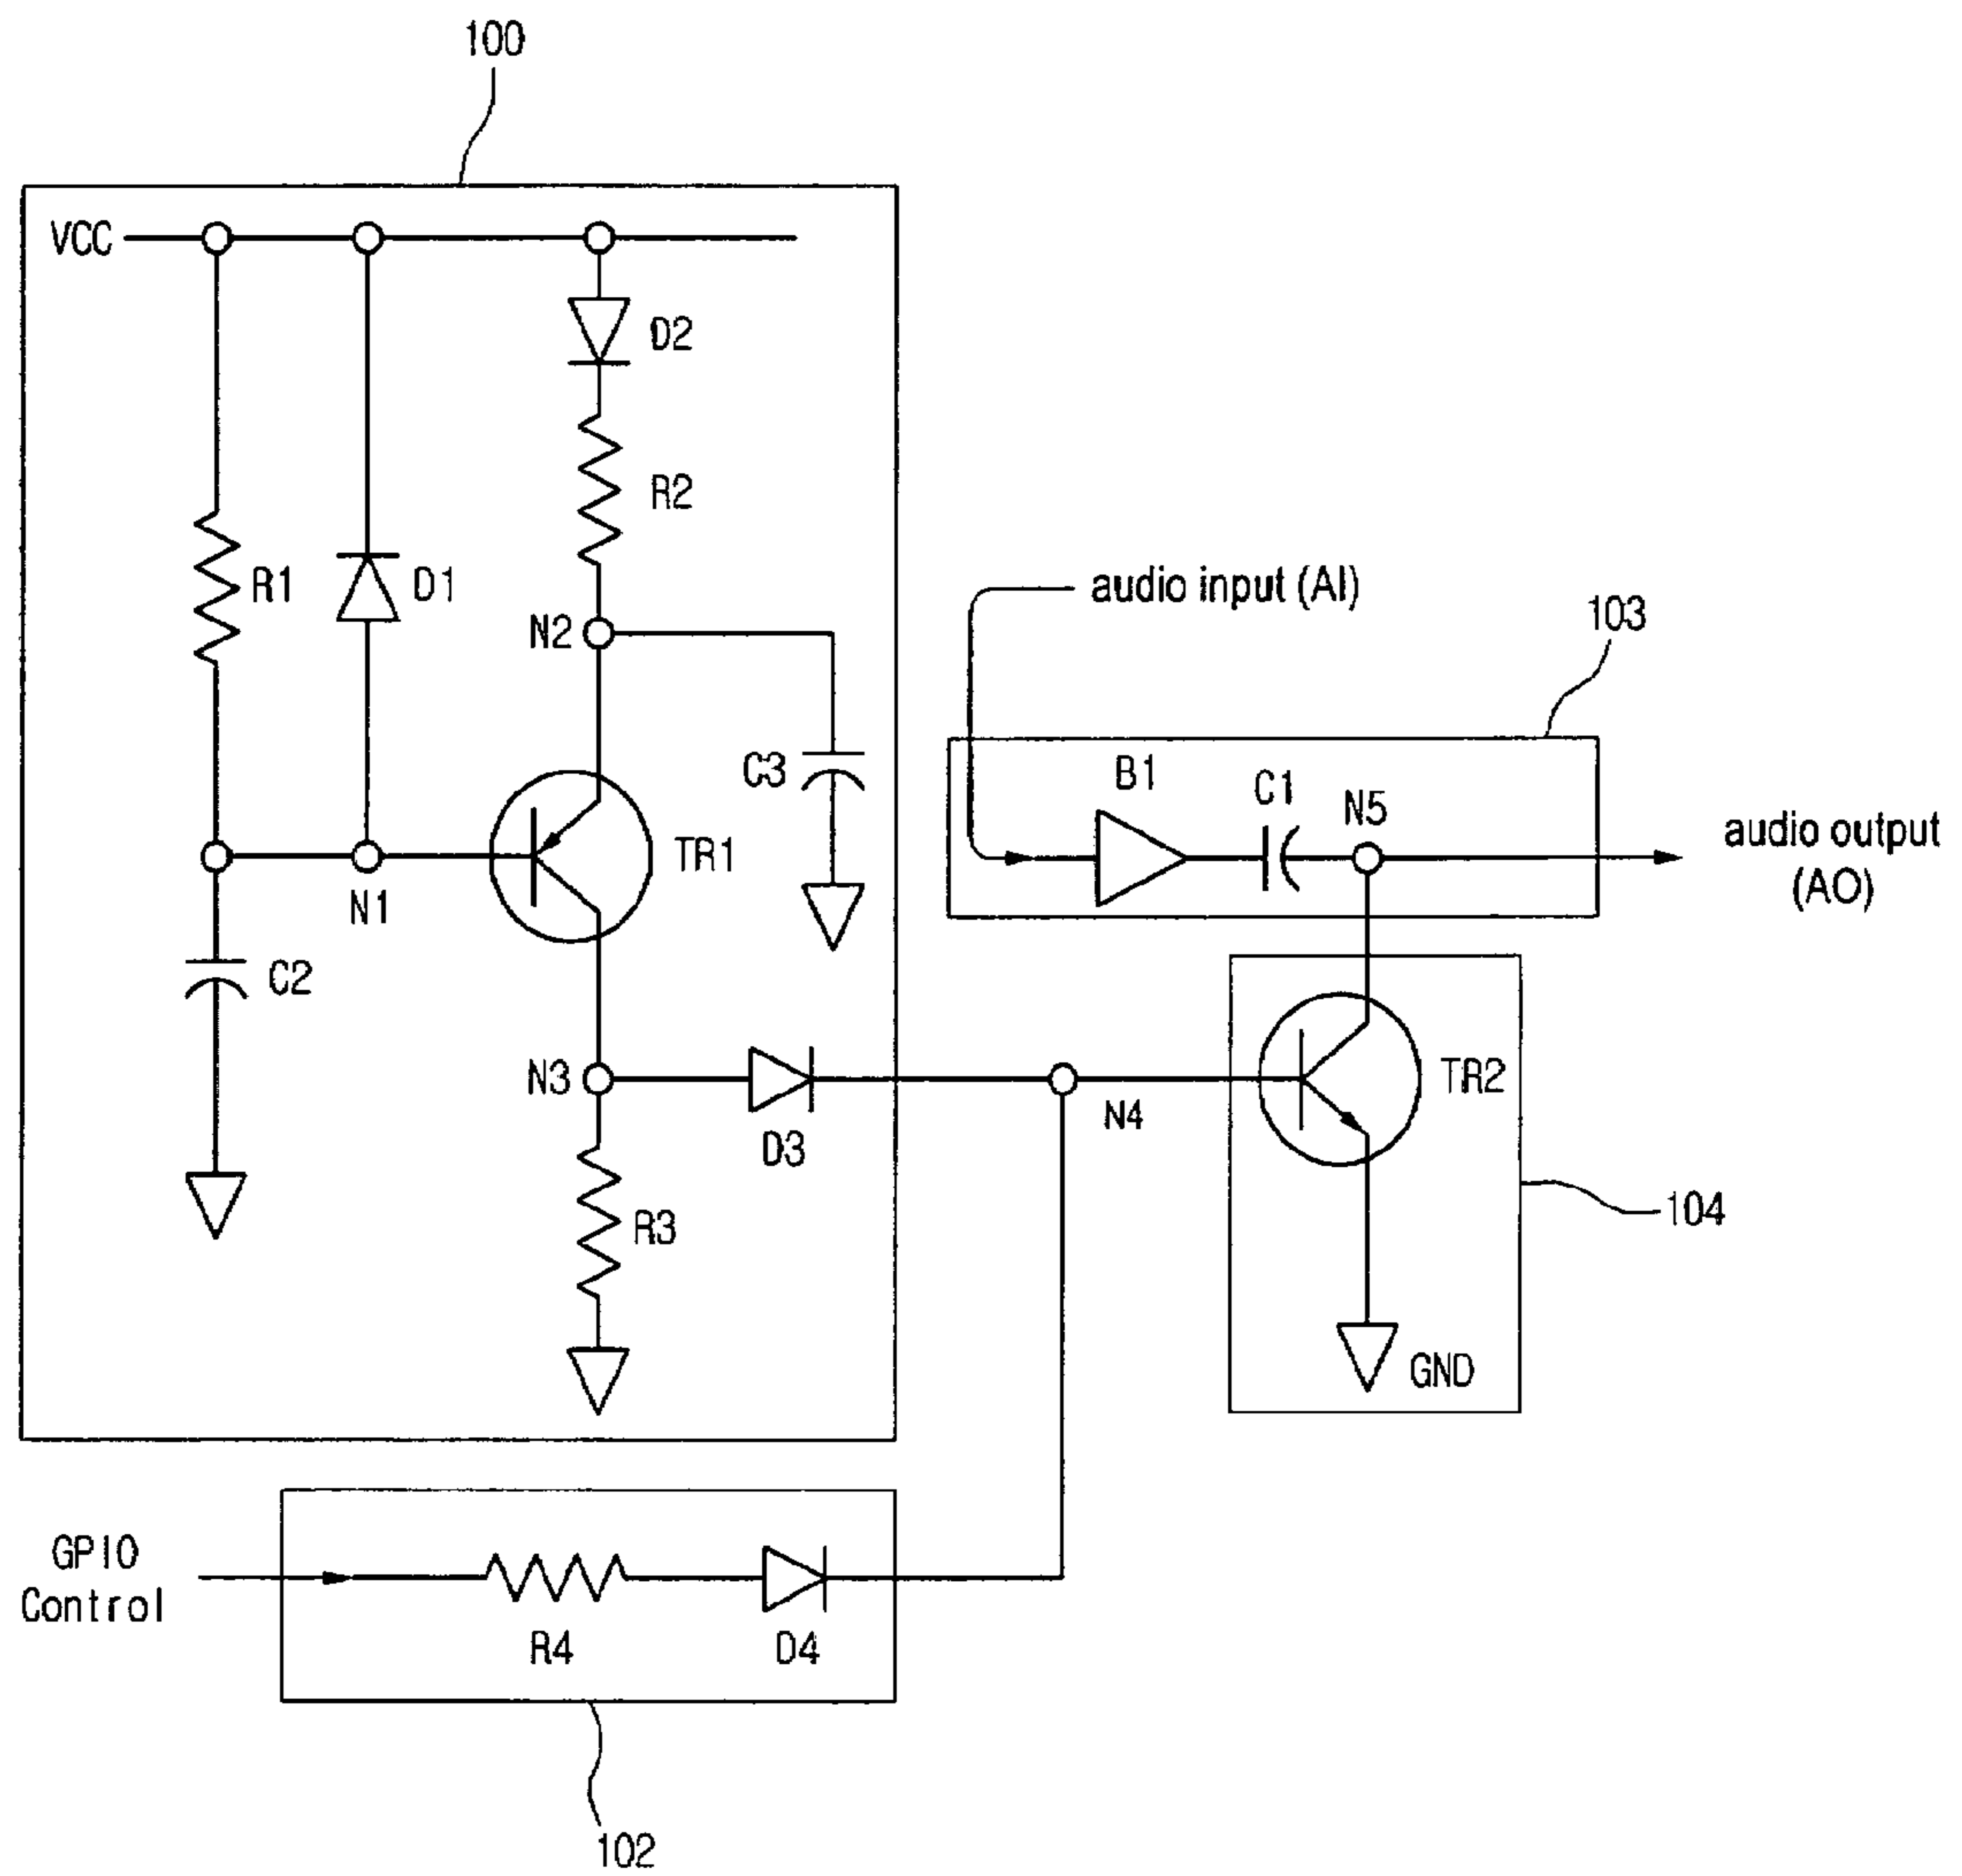 100
VCC
D2
R2
R1
D1
audio input (AI)
103
N2
C3
B1
C1
N5
audio output
(AO)
TR1
N1
C2
N3
D3
N4
TR2
R3
104
GND
GPIO
Control
R4
D4
102